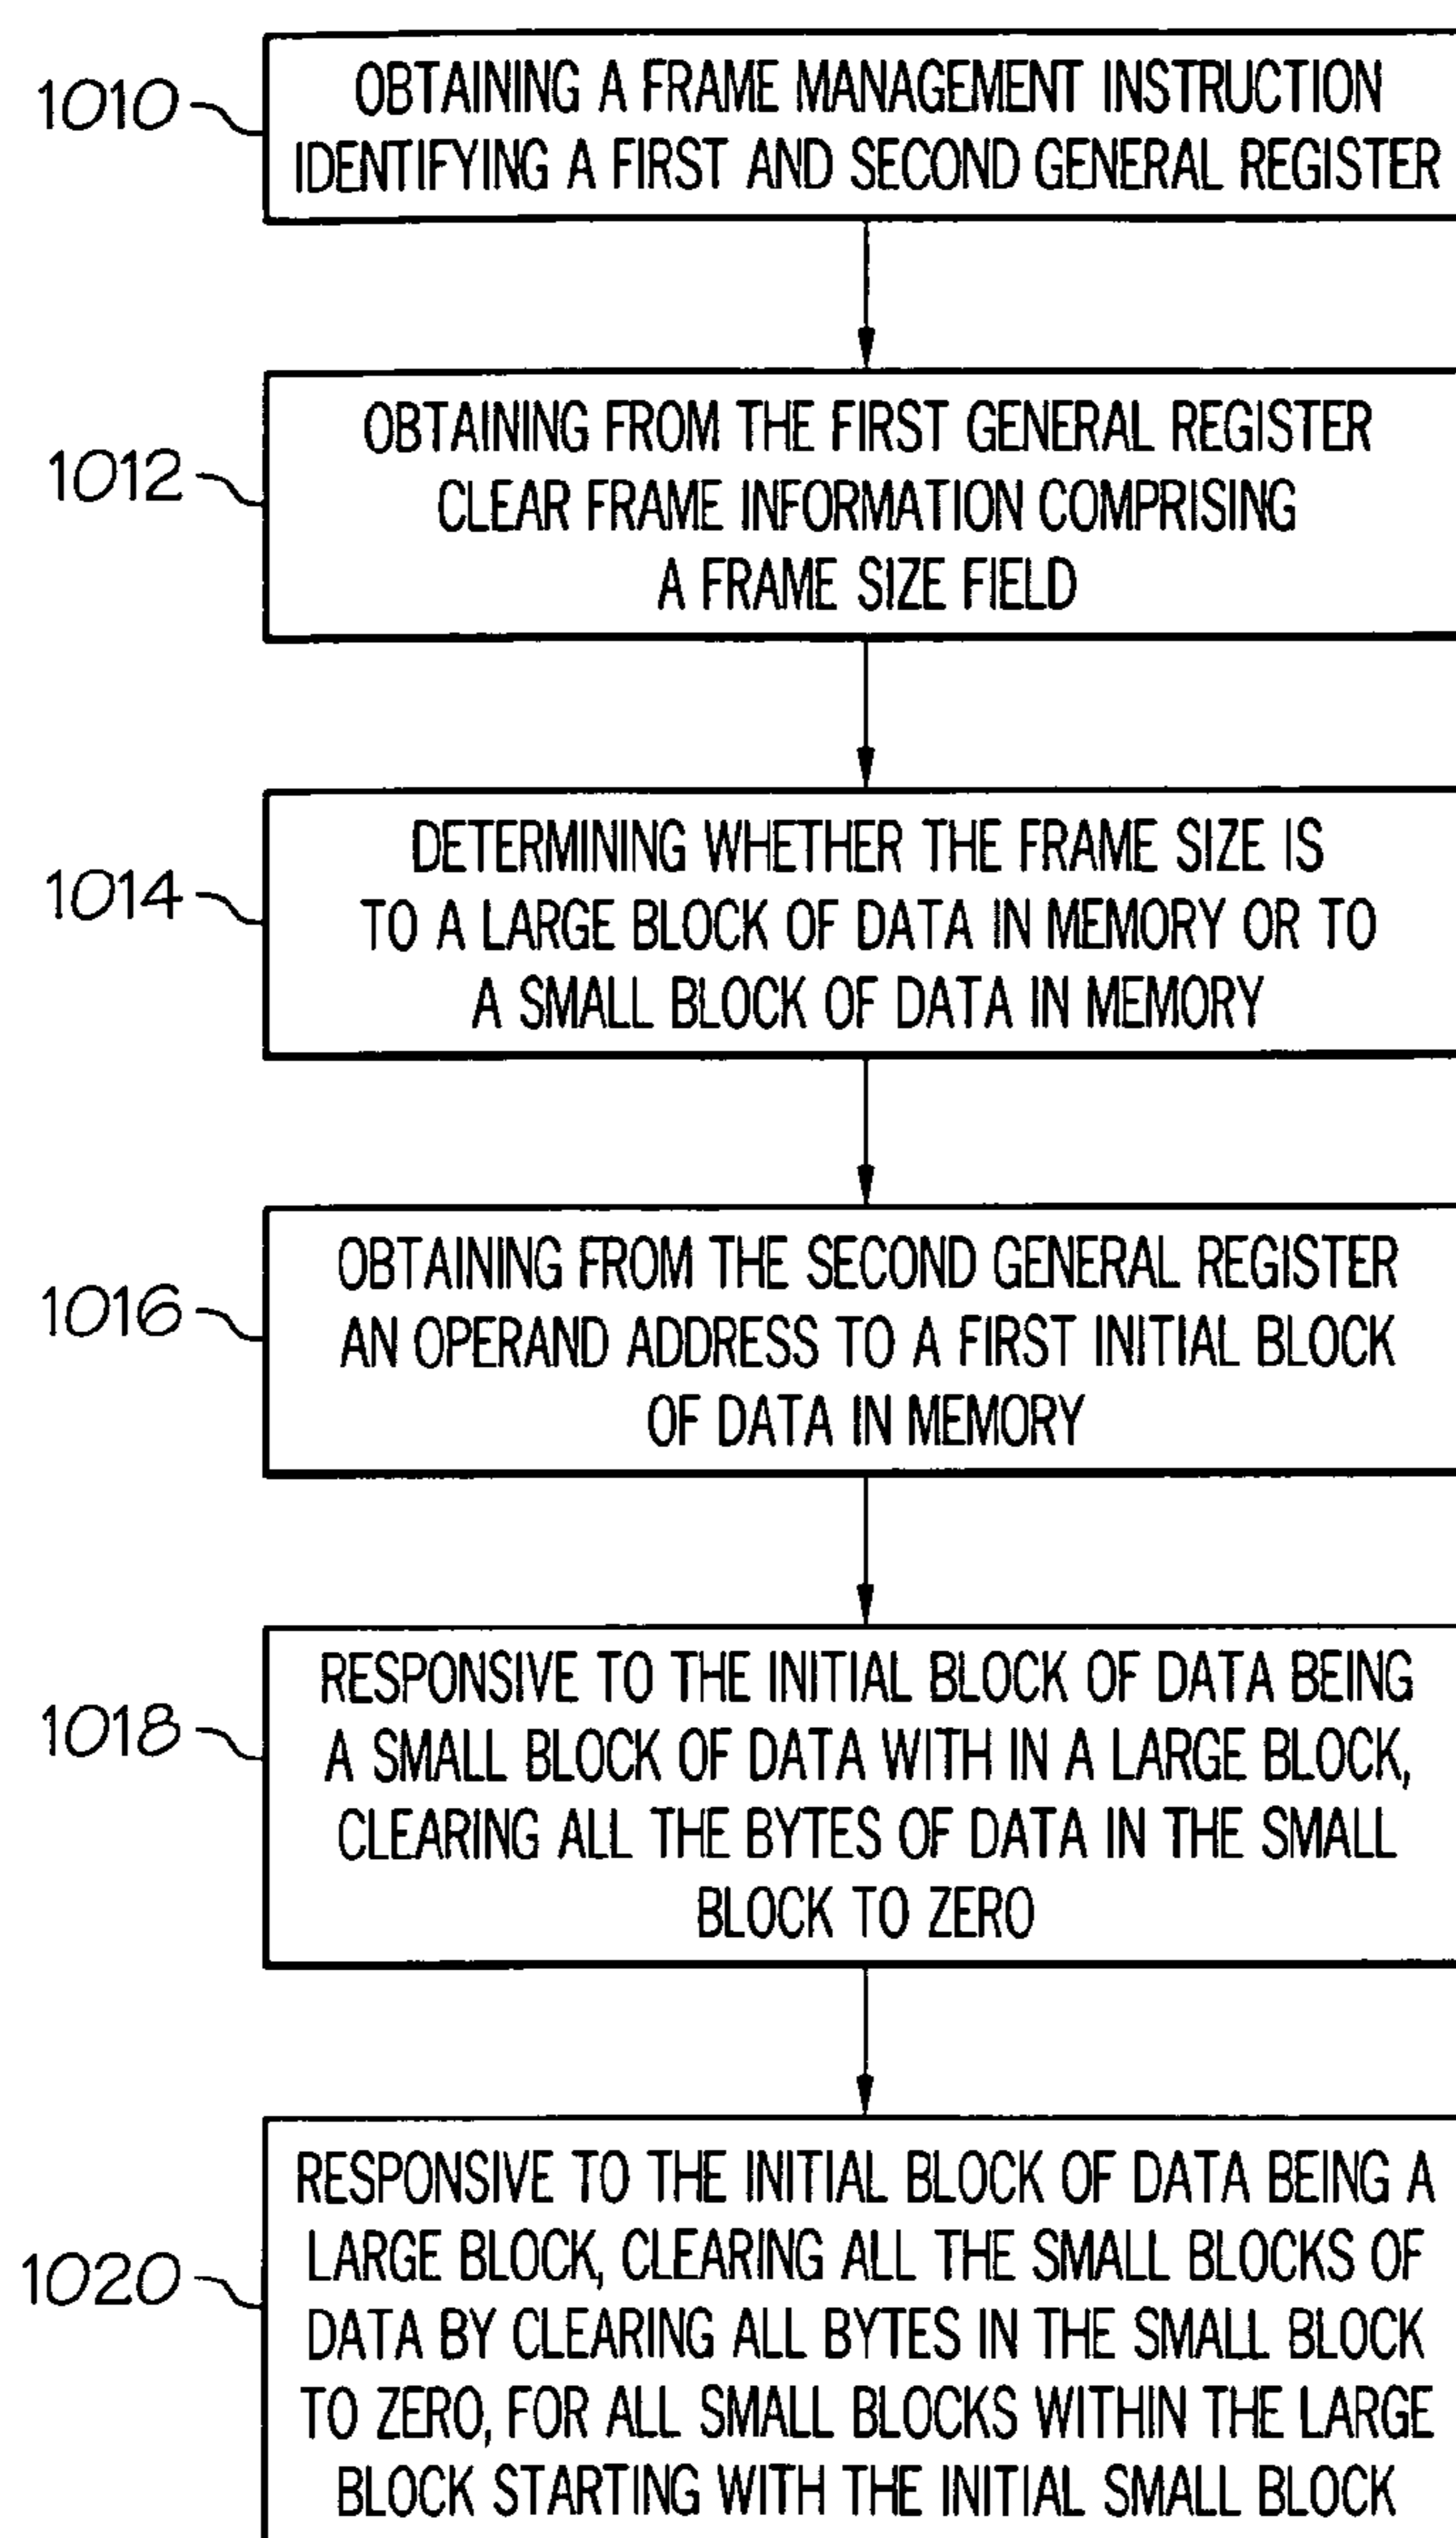 1010
OBTAINING A FRAME MANAGEMENT INSTRUCTION
IDENTIFYING A FIRST AND SECOND GENERAL REGISTER
1012
OBTAINING FROM THE FIRST GENERAL REGISTER
CLEAR FRAME INFORMATION COMPRISING
A FRAME SIZE FIELD
1014
DETERMINING WHETHER THE FRAME SIZE IS
TO A LARGE BLOCK OF DATA IN MEMORY OR TO
A SMALL BLOCK OF DATA IN MEMORY
1016
OBTAINING FROM THE SECOND GENERAL REGISTER
AN OPERAND ADDRESS TO A FIRST INITIAL BLOCK
OF DATA IN MEMORY
1018
RESPONSIVE TO THE INITIAL BLOCK OF DATA BEING
A SMALL BLOCK OF DATA WITH IN A LARGE BLOCK,
CLEARING ALL THE BYTES OF DATA IN THE SMALL
BLOCK TO ZERO
1020
RESPONSIVE TO THE INITIAL BLOCK OF DATA BEING A
LARGE BLOCK, CLEARING ALL THE SMALL BLOCKS OF
DATA BY CLEARING ALL BYTES IN THE SMALL BLOCK
TO ZERO, FOR ALL SMALL BLOCKS WITHIN THE LARGE
BLOCK STARTING WITH THE INITIAL SMALL BLOCK